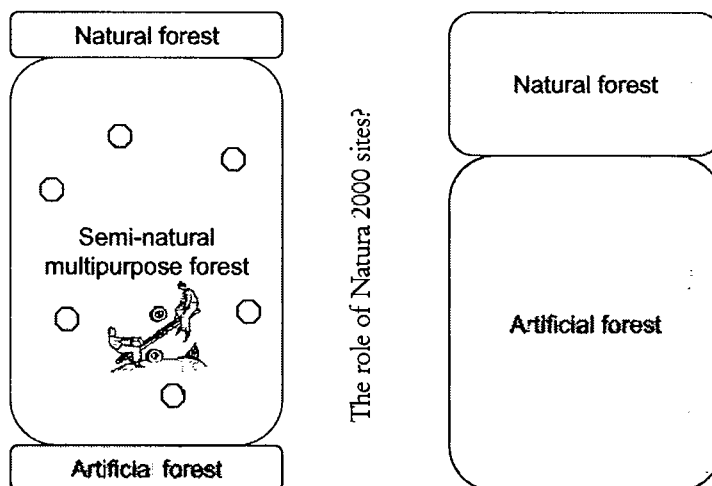 Natural forest
Semi-natural
multipurpose forest
Artificia forest
The role of Natura 2000 sites?
Natural forest
Artificial forest